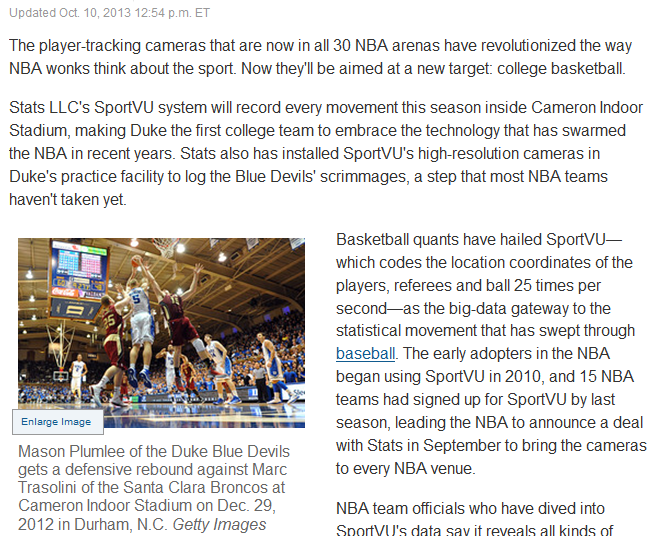 Updated Oct. 10, 2013 12:54 p.m. ET
The player-tracking cameras that are now in all 30 NBA arenas have revolutionized the way
NBA wonks think about the sport. Now they'll be aimed at a new target: college basketball.
Stats LLC's SportVU system will record every movement this season inside Cameron Indoor
Stadium, making Duke the first college team to embrace the technology that has swarmed
the NBA in recent years. Stats also has installed SportVU's high-resolution cameras in
Duke's practice facility to log the Blue Devils' scrimmages, a step that most NBA teams
haven't taken yet.
Coca-Cola
5
Enlarge Image
Mason Plumlee of the Duke Blue Devils
gets a defensive rebound against Marc
Trasolini of the Santa Clara Broncos at
Cameron Indoor Stadium on Dec. 29,
2012 in Durham, N.C. Getty Images
Basketball quants have hailed SportVU—
which codes the location coordinates of the
players, referees and ball 25 times per
second—as the big-data gateway to the
statistical movement that has swept through
baseball. The early adopters in the NBA
began using SportVU in 2010, and 15 NBA
teams had signed up for SportVU by last
season, leading the NBA to announce a deal
with Stats in September to bring the cameras
to every NBA venue.
NBA team officials who have dived into
SportVU's data say it reveals all kinds of